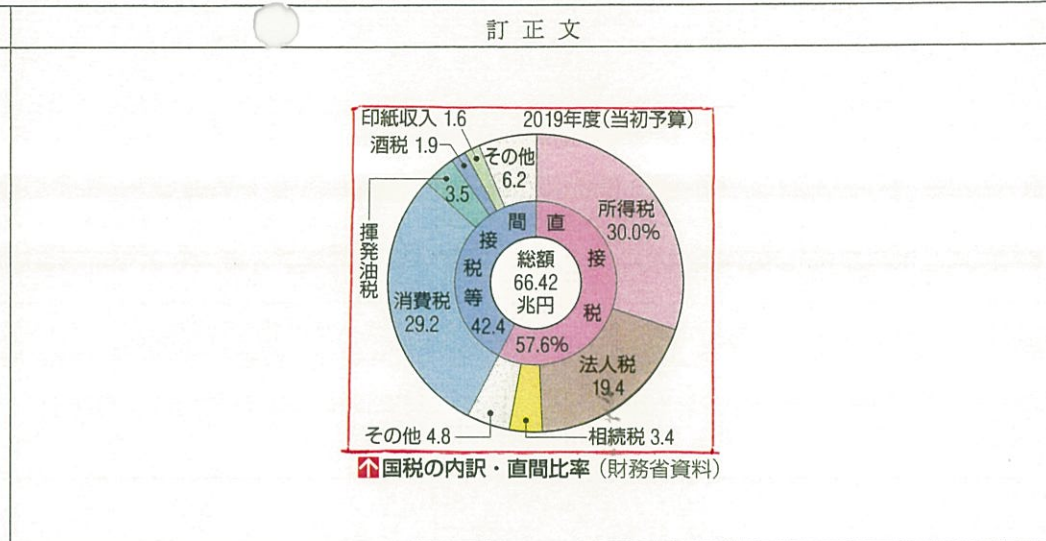 訂正文
印紙収入 1.6
2019年度(当初予算)
酒税 1.9
その他
6.2
3.5
揮発油税
所得税
30.0%
間接税等
42.4
直接税
57.6%
総額
66.42
兆円
消費税
29.2
法人税
19.4
その他 4.8
相続税 3.4
国税の内訳・直間比率(財務省資料)